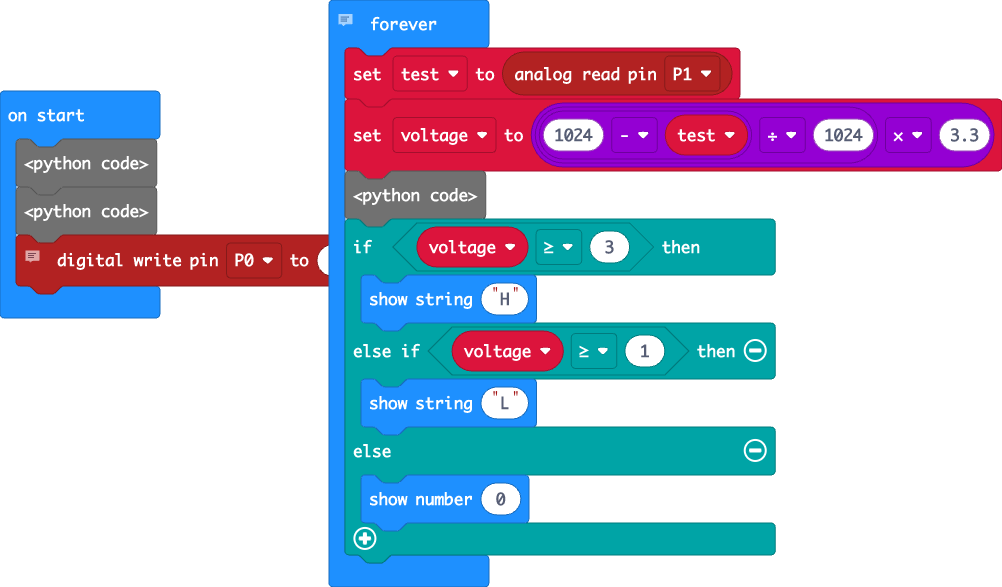 on start
<python code>
<python code>
digital write pin P0 to
forever
set test to analog read pin P1
set voltage to 1024 - test ÷ 1024 × 3.3
<python code>
if voltage ≥ 3 then
show string "H"
else if voltage ≥ 1 then
show string "L"
else
show number 0